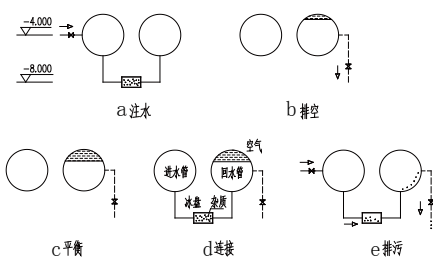 -4.000
-8.000
a注水
b排空
空气
进水管
回水管
冰盘 杂质
c平衡
d连接
e排污